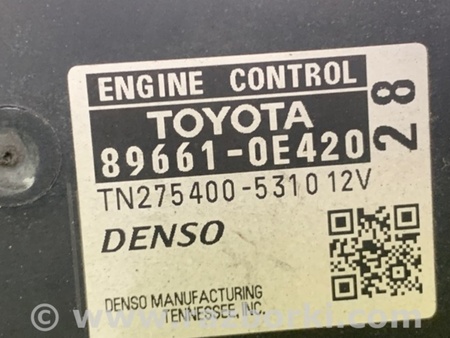 ENGINE CONTROL
TOYOTA
89661-0E420
28
TN275400-5310 12V
DENSO
DENSO MANUFACTURING
TENNESSEE, INC.